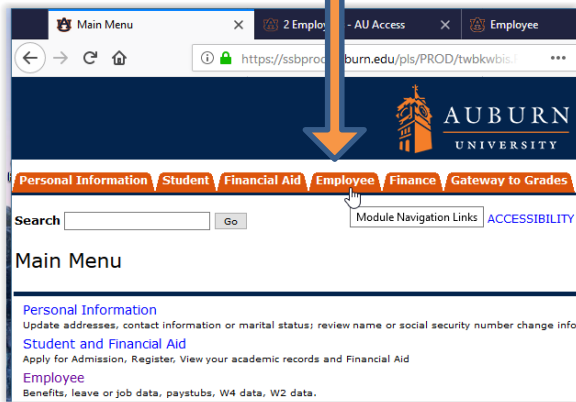 Main Menu
2 Employ - AU Access
Employee
https://ssbpro burn.edu/pls/PROD/twbkwbis.
AUBURN
UNIVERSITY
Personal Information Student Financial Aid Employee Finance Gateway to Grades
Search Go Module Navigation Links ACCESSIBILITY
Main Menu
Personal Information
Update addresses, contact information or marital status; review name or social security number change info
Student and Financial Aid
Apply for Admission, Register, View your academic records and Financial Aid
Employee
Benefits, leave or job data, paystubs, W4 data, W2 data.